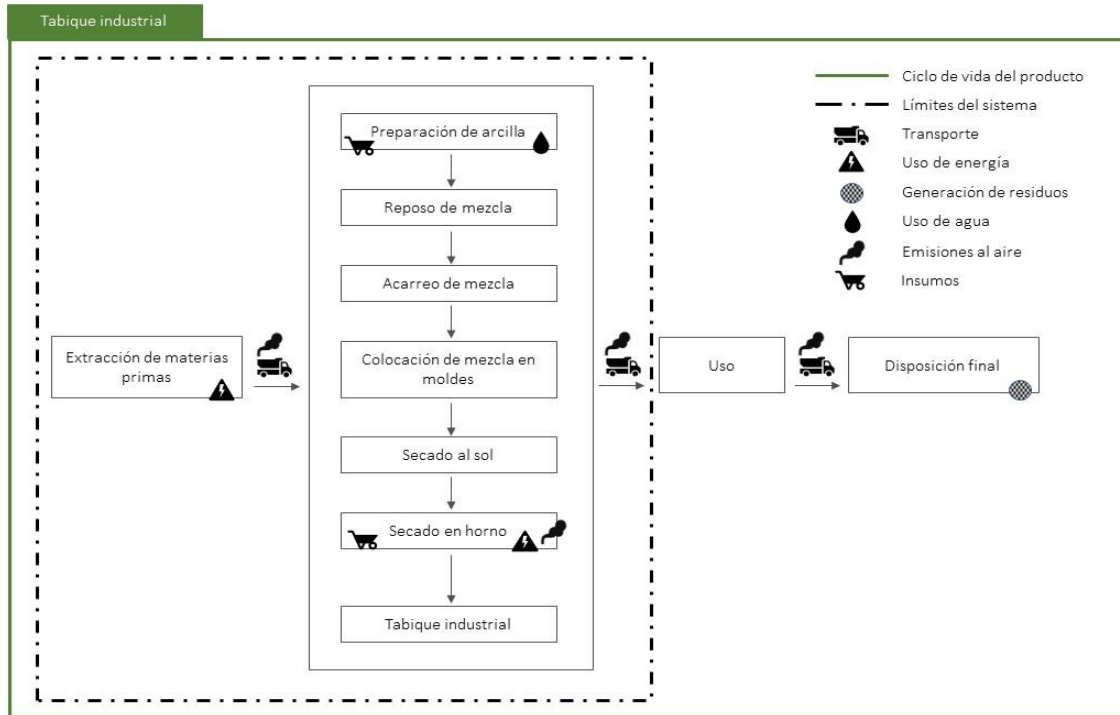 Tabique industrial
Ciclo de vida del producto
Límites del sistema
Transporte
Uso de energía
Generación de residuos
Uso de agua
Emisiones al aire
Insumos
Preparación de arcilla
Reposo de mezcla
Acarreo de mezcla
Extracción de materias
primas
Colocación de mezcla en
moldes
Secado al sol
Secado en horno
Tabique industrial
Uso
Disposición final